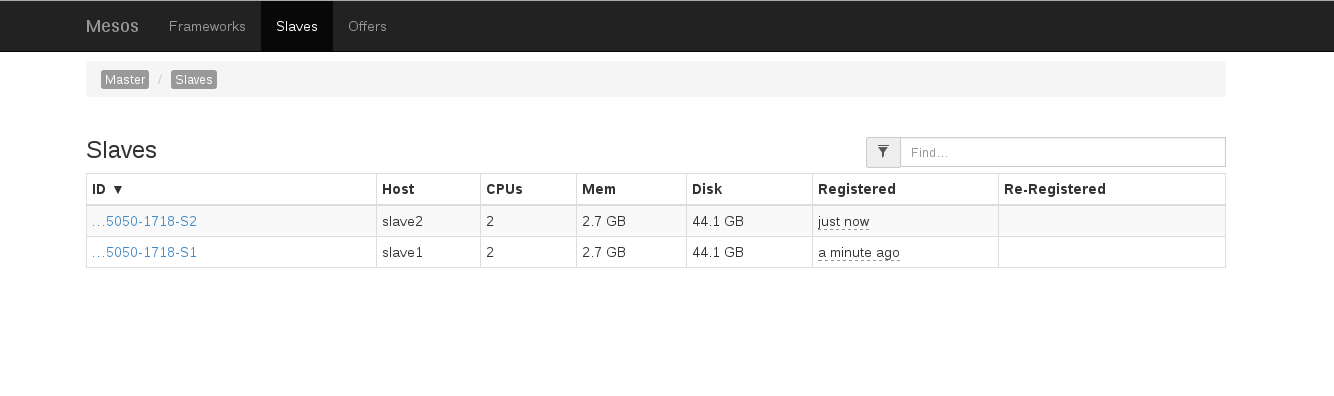 Mesos Frameworks Slaves Offers
Master / Slaves
Slaves
Find...
ID ▼ Host CPUs Mem Disk Registered Re-Registered
...5050-1718-S2 slave2 2 2.7 GB 44.1 GB just now
...5050-1718-S1 slave1 2 2.7 GB 44.1 GB a minute ago